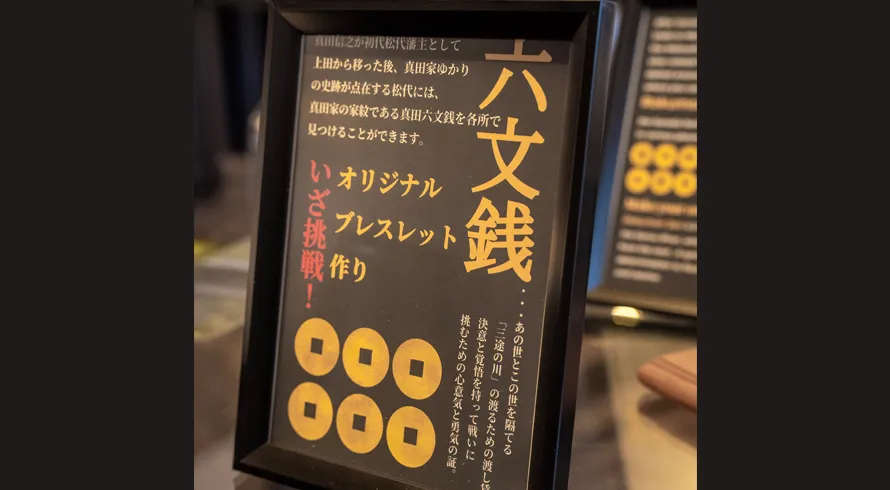 真田信之が初代松代藩主として
上田から移った後、真田家ゆかり
の史跡が点在する松代には、
真田家の家紋である真田六文銭を各所で
見つけることができます。
六文銭
・・・あの世とこの世を隔てる
「三途の川」の渡るための渡し
決意と覚悟を持って戦いに
挑むための心意気と勇気の証。
オリジナル
ブレスレット
作り
いざ挑戦！